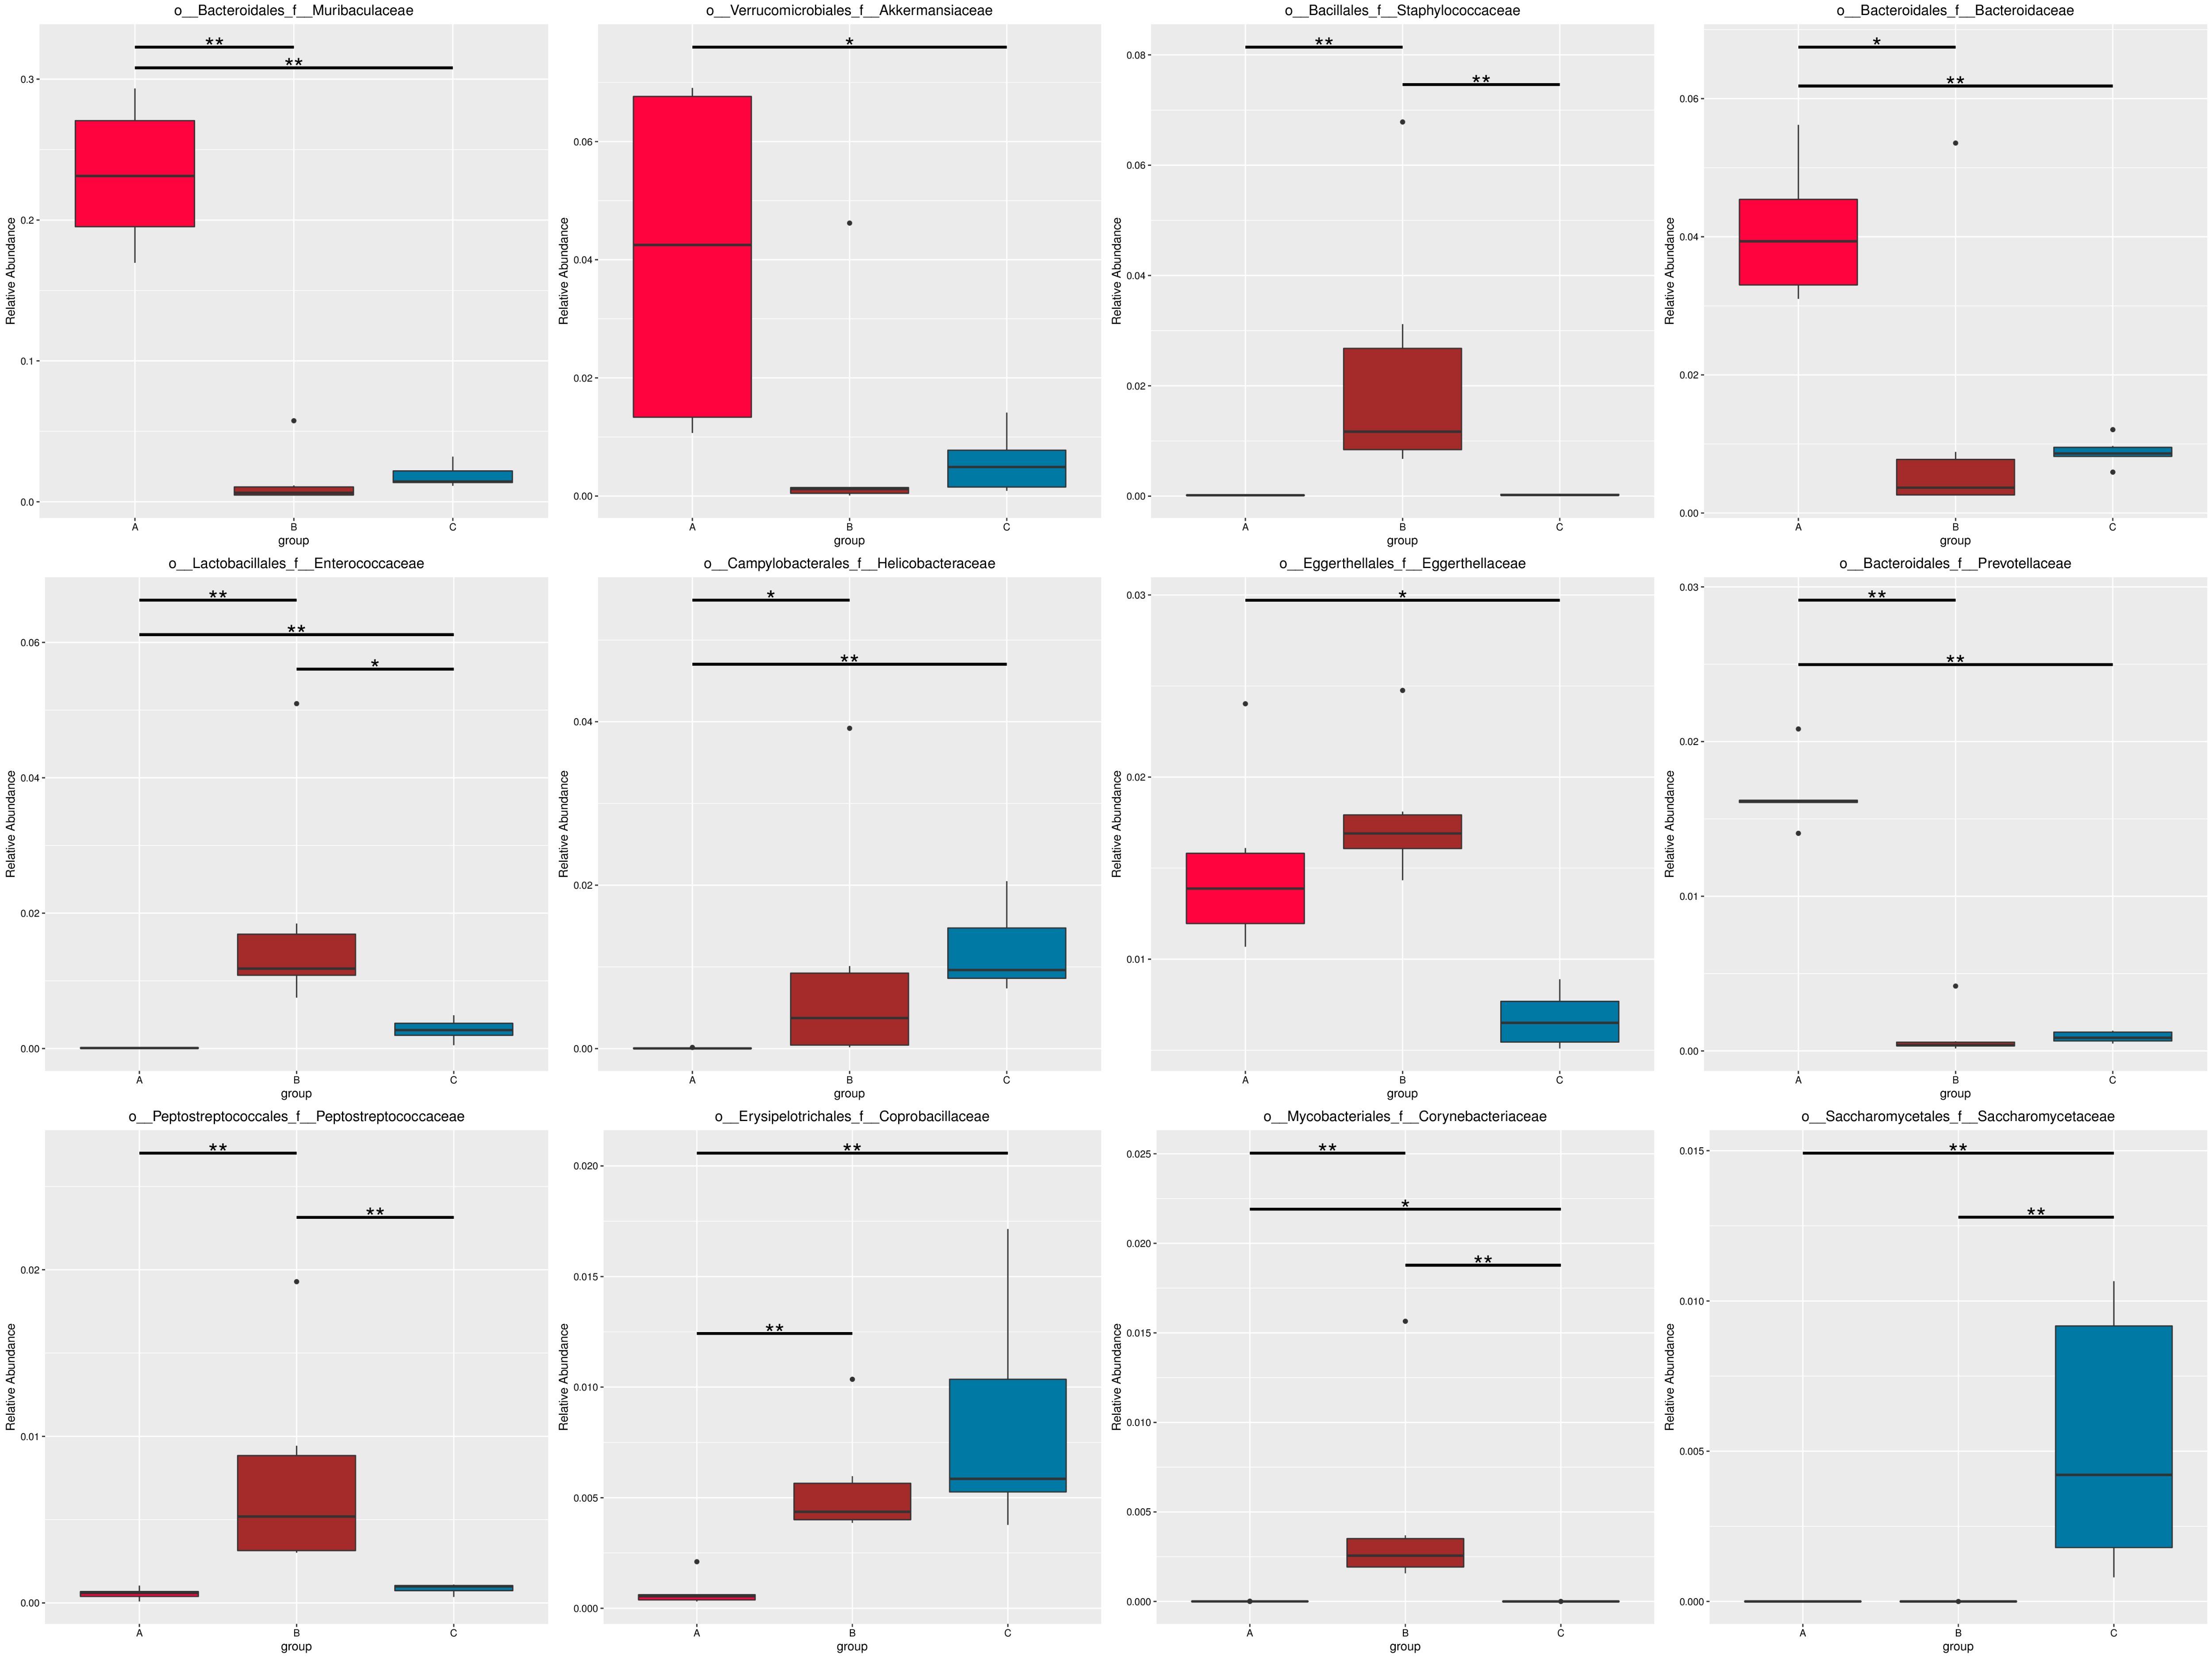 o__Bacteroidales_f__Muribaculaceae
**
**
Relative Abundance
0.3
0.2
0.1
0.0
A B C
group
o__Verrucomicrobiales_f__Akkermansiaceae
*
Relative Abundance
0.06
0.04
0.02
0.00
A B C
group
o__Bacillales_f__Staphylococcaceae
**
**
Relative Abundance
0.08
0.06
0.04
0.02
0.00
A B C
group
o__Bacteroidales_f__Bacteroidaceae
*
**
Relative Abundance
0.06
0.04
0.02
0.00
A B C
group
o__Lactobacillales_f__Enterococcaceae
**
**
*
Relative Abundance
0.06
0.04
0.02
0.00
A B C
group
o__Campylobacterales_f__Helicobacteraceae
*
**
Relative Abundance
0.04
0.02
0.00
A B C
group
o__Eggerthellales_f__Eggerthellaceae
*
Relative Abundance
0.03
0.02
0.01
A B C
group
o__Bacteroidales_f__Prevotellaceae
**
**
Relative Abundance
0.03
0.02
0.01
0.00
A B C
group
o__Peptostreptococcales_f__Peptostreptococcaceae
**
**
Relative Abundance
0.02
0.01
0.00
A B C
group
o__Erysipelotrichales_f__Coprobacillaceae
**
**
Relative Abundance
0.020
0.015
0.010
0.005
0.000
A B C
group
o__Mycobacteriales_f__Corynebacteriaceae
**
*
**
Relative Abundance
0.025
0.020
0.015
0.010
0.005
0.000
A B C
group
o__Saccharomycetales_f__Saccharomycetaceae
**
**
Relative Abundance
0.015
0.010
0.005
0.000
A B C
group